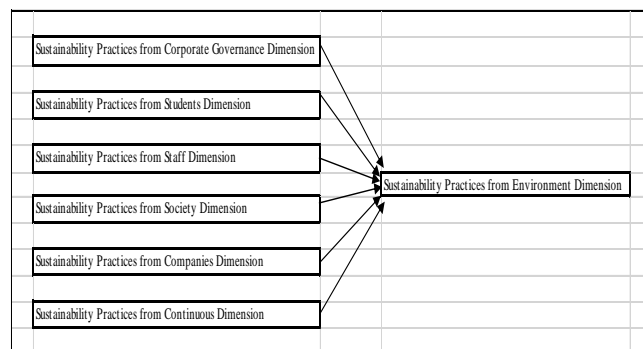 Sustainability Practices from Corporate Governance Dimension
Sustainability Practices from Students Dimension
Sustainability Practices from Staff Dimension
Sustainability Practices from Environment Dimension
Sustainability Practices from Society Dimension
Sustainability Practices from Companies Dimension
Sustainability Practices from Continuous Dimension